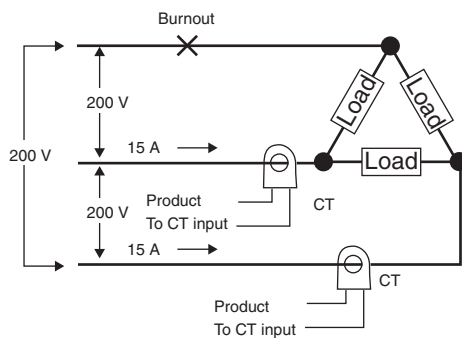 Burnout
200 V
Load
Load
200 V
15 A
Load
Product
To CT input
CT
200 V
15 A
CT
Product
To CT input